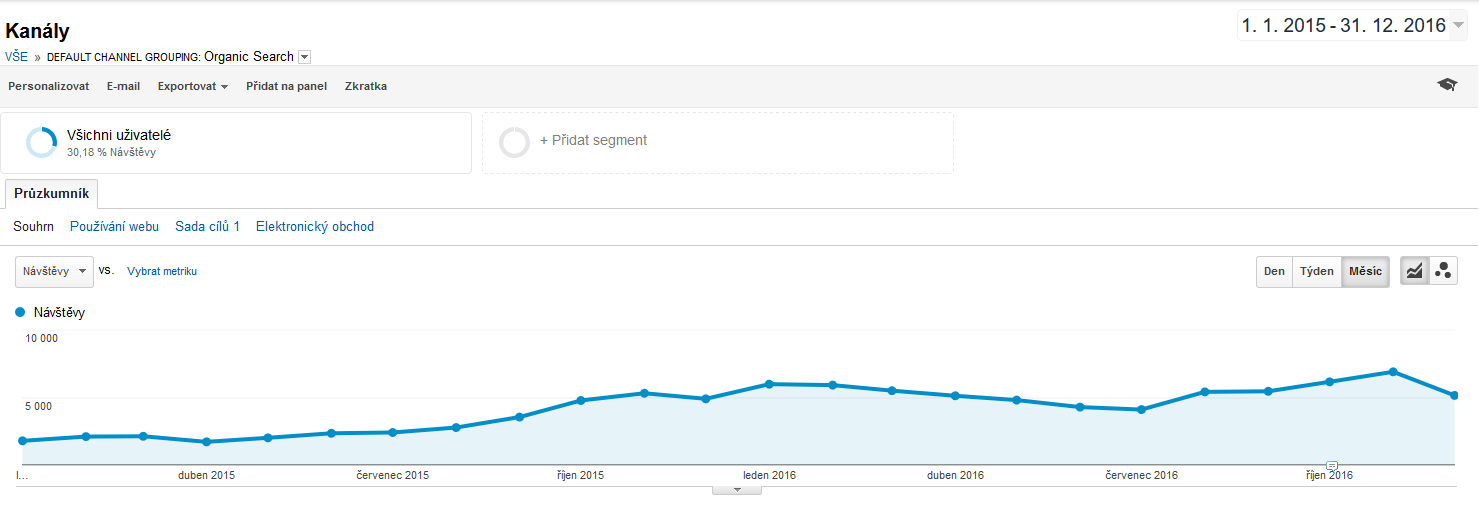 Kanály
1. 1. 2015 - 31. 12. 2016
VŠE » DEFAULT CHANNEL GROUPING: Organic Search
Personalizovat E-mail Exportovat Přidat na panel Zkratka
Všichni uživatelé
30,18 % Návštěvy
+ Přidat segment
Průzkumník
Souhrn Používání webu Sada cílů 1 Elektronický obchod
Návštěvy vs. Vybrat metriku Den Týden Měsíc
Návštěvy
10 000
5 000
l... duben 2015 červenec 2015 říjen 2015 leden 2016 duben 2016 červenec 2016 říjen 2016